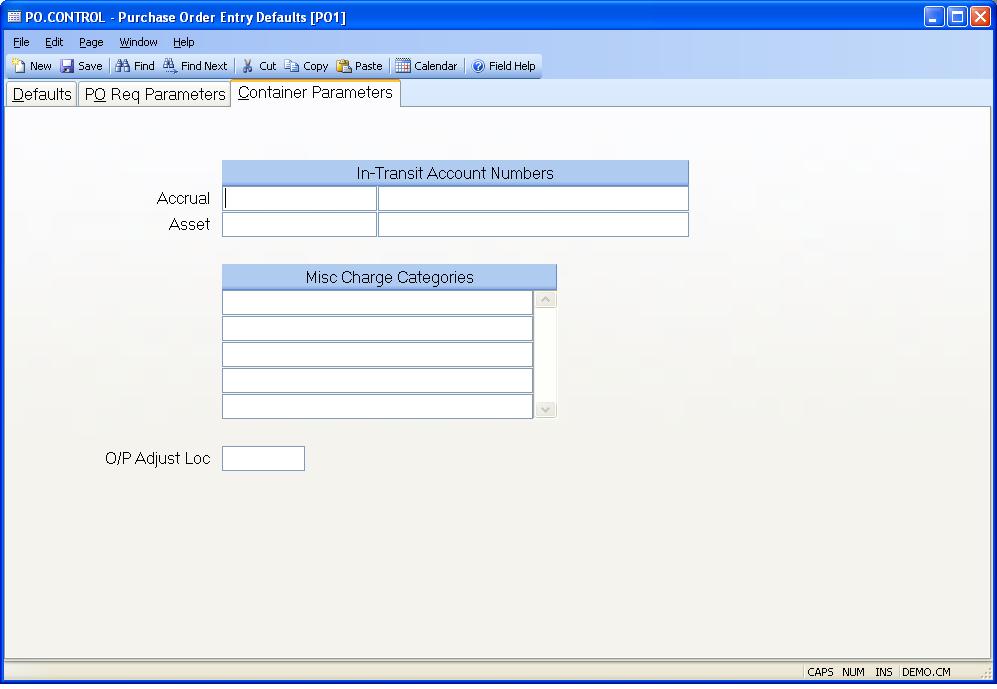 PO.CONTROL - Purchase Order Entry Defaults [PO1]
File Edit Page Window Help
New Save Find Find Next Cut Copy Paste Calendar Field Help
Defaults PO Req Parameters Container Parameters
In-Transit Account Numbers
Accrual
Asset
Misc Charge Categories
O/P Adjust Loc
CAPS NUM INS DEMO.CM